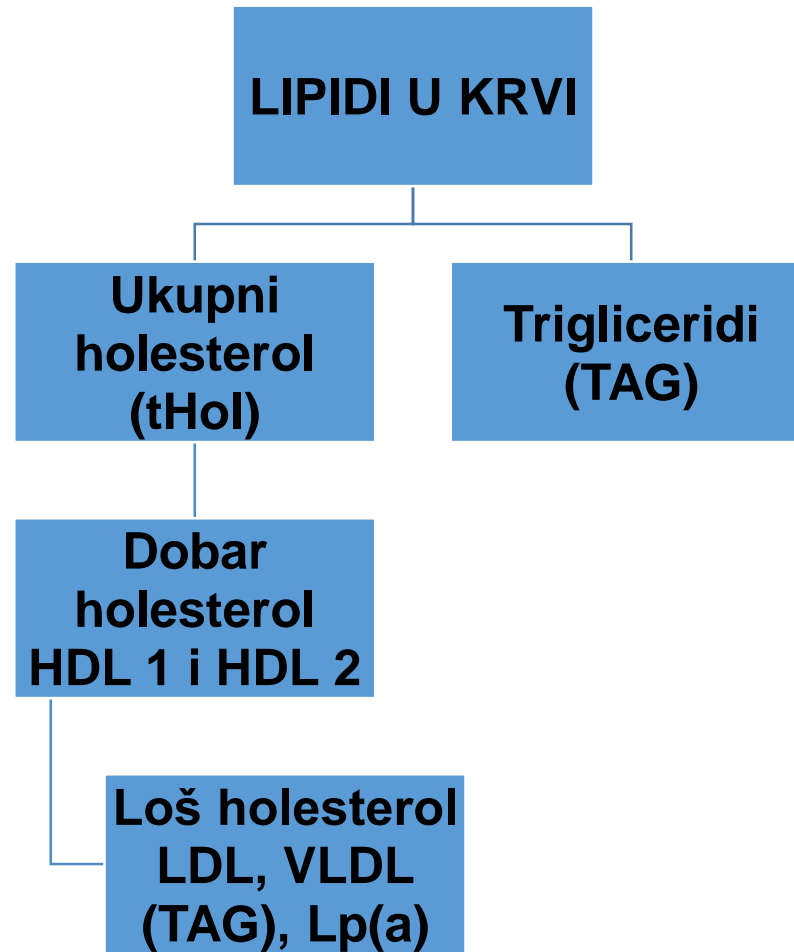 LIPIDI U KRVI
Ukupni
holesterol
(tHol)
Trigliceridi
(TAG)
Dobar
holesterol
HDL 1 i HDL 2
Loš holesterol
LDL, VLDL
(TAG), Lp(a)